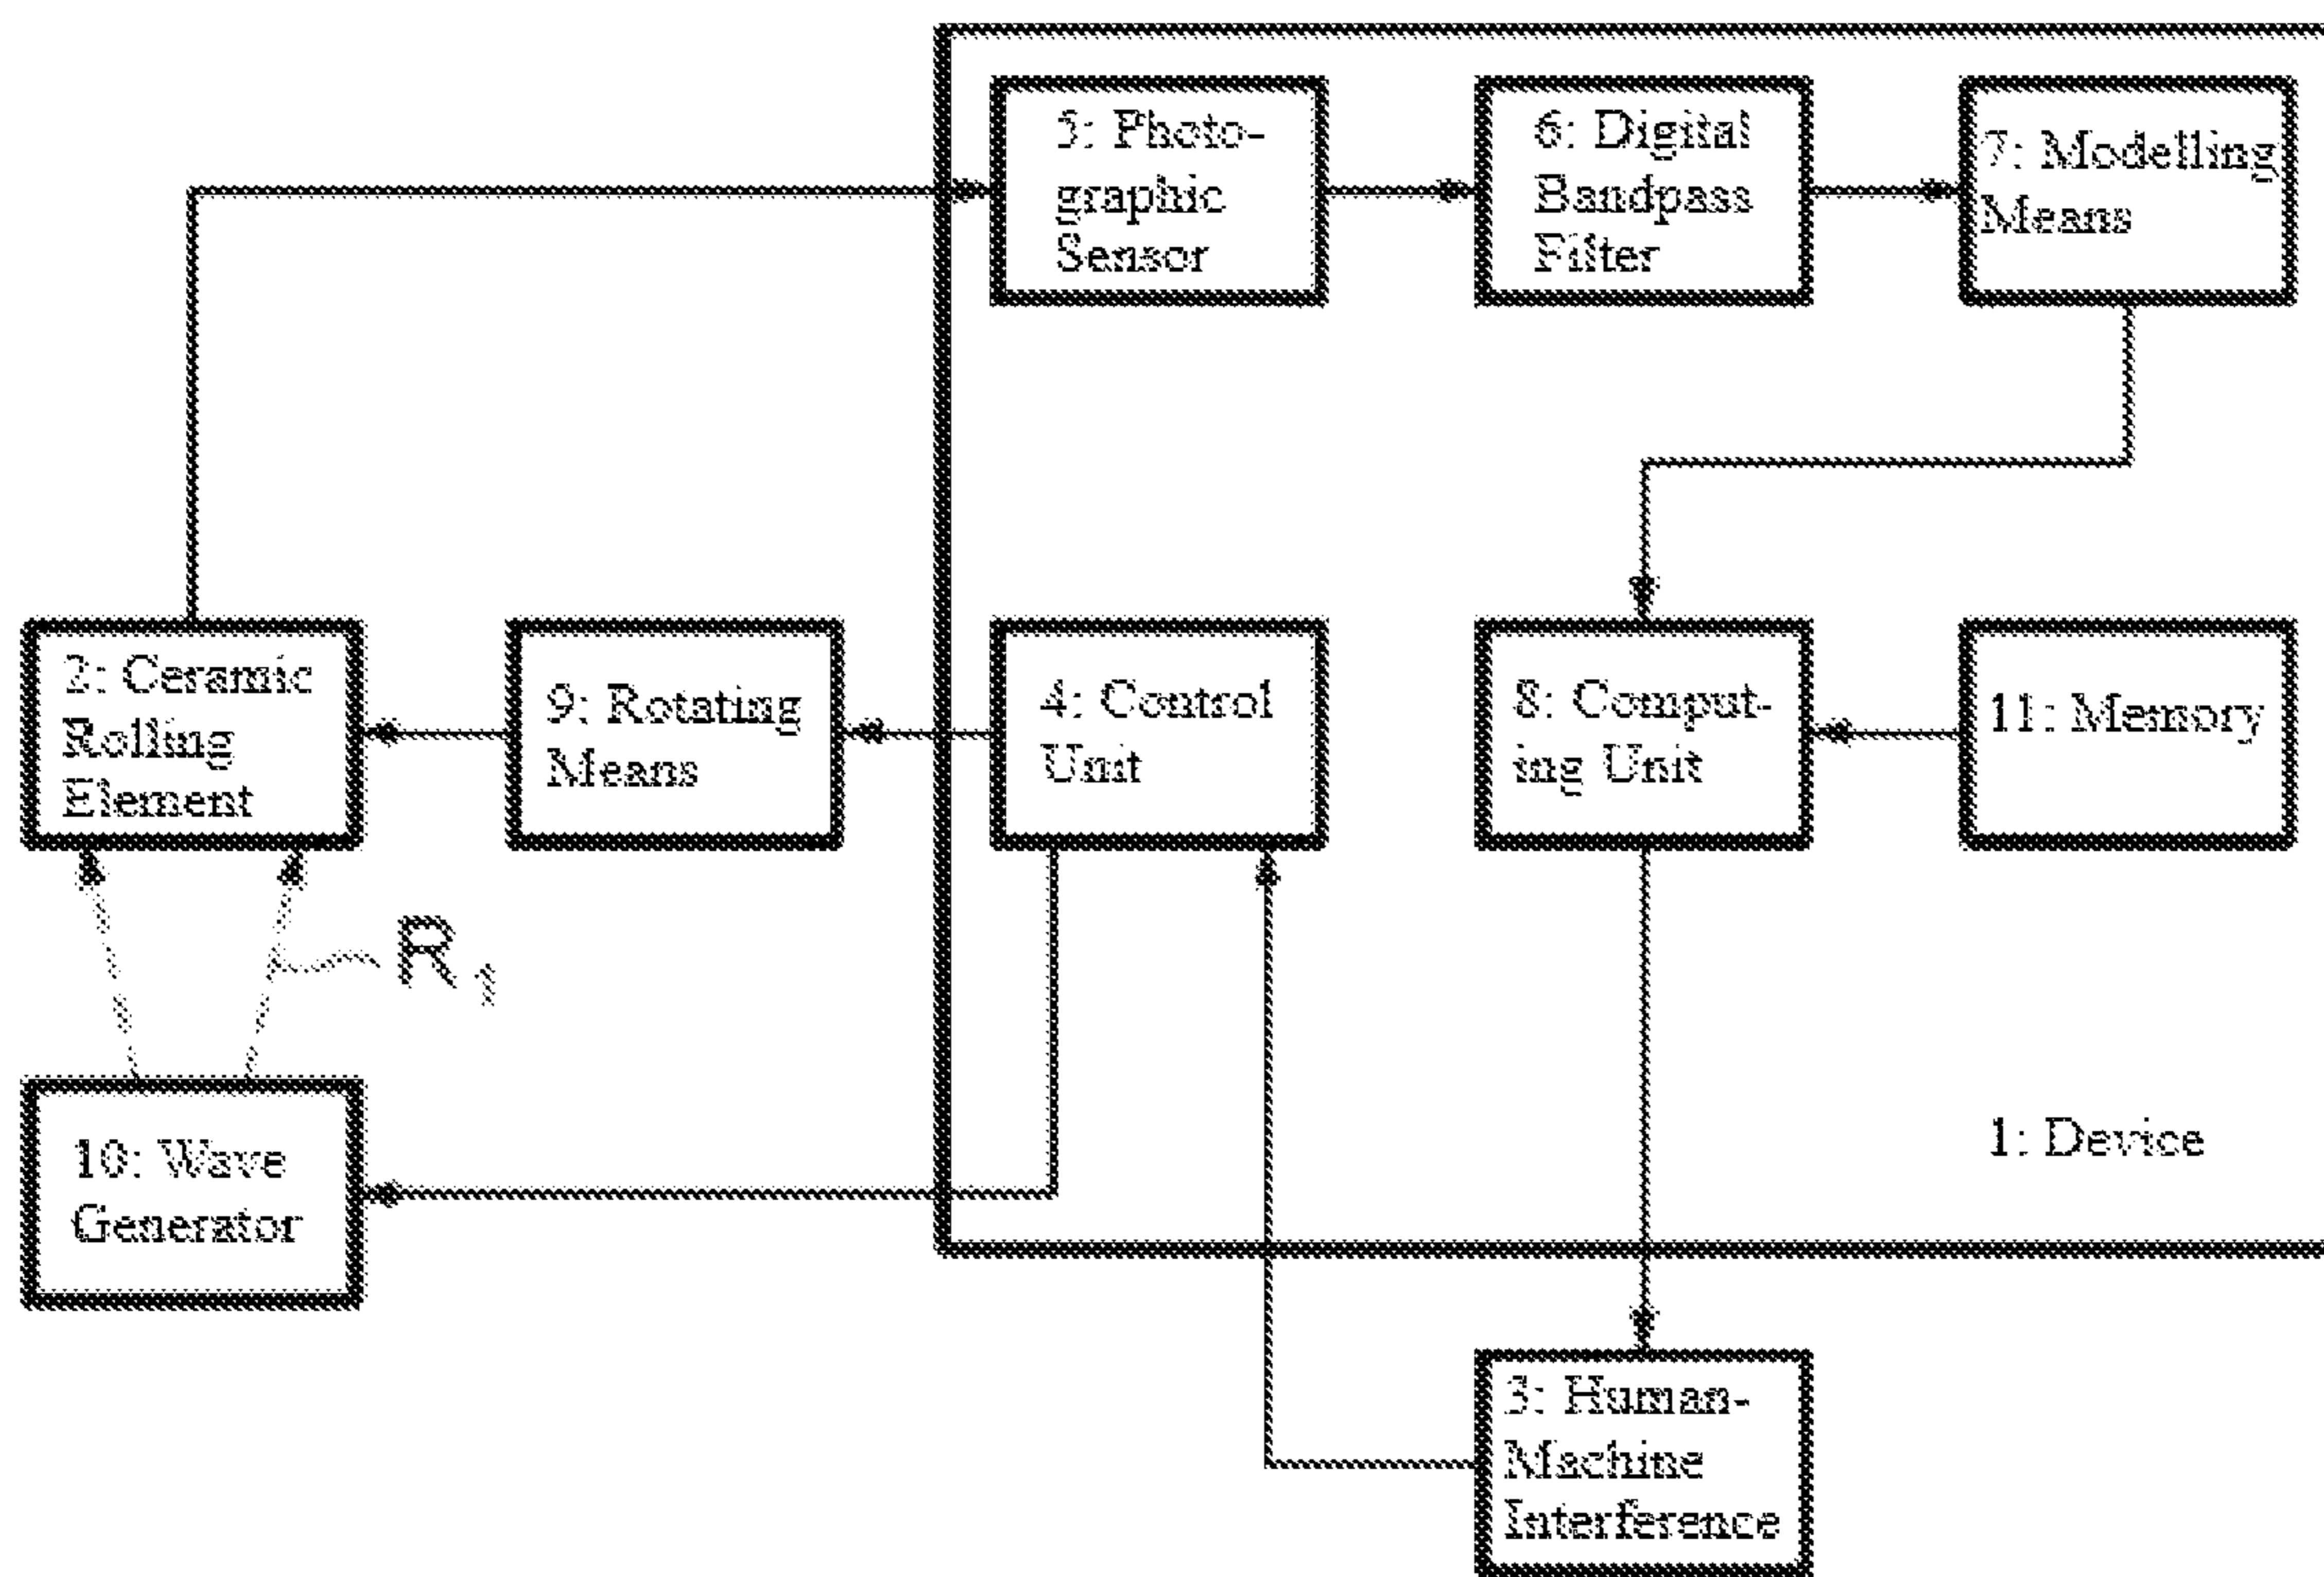 5: Photo-
graphic
Sensor
6: Digital
Bandpass
Filter
7: Modelling
Means
2: Ceramic
Rolling
Element
9: Rotating
Means
4: Control
Unit
8: Comput-
ing Unit
11: Memory
R1
10: Wave
Generator
1: Device
3: Human-
Machine
Interference